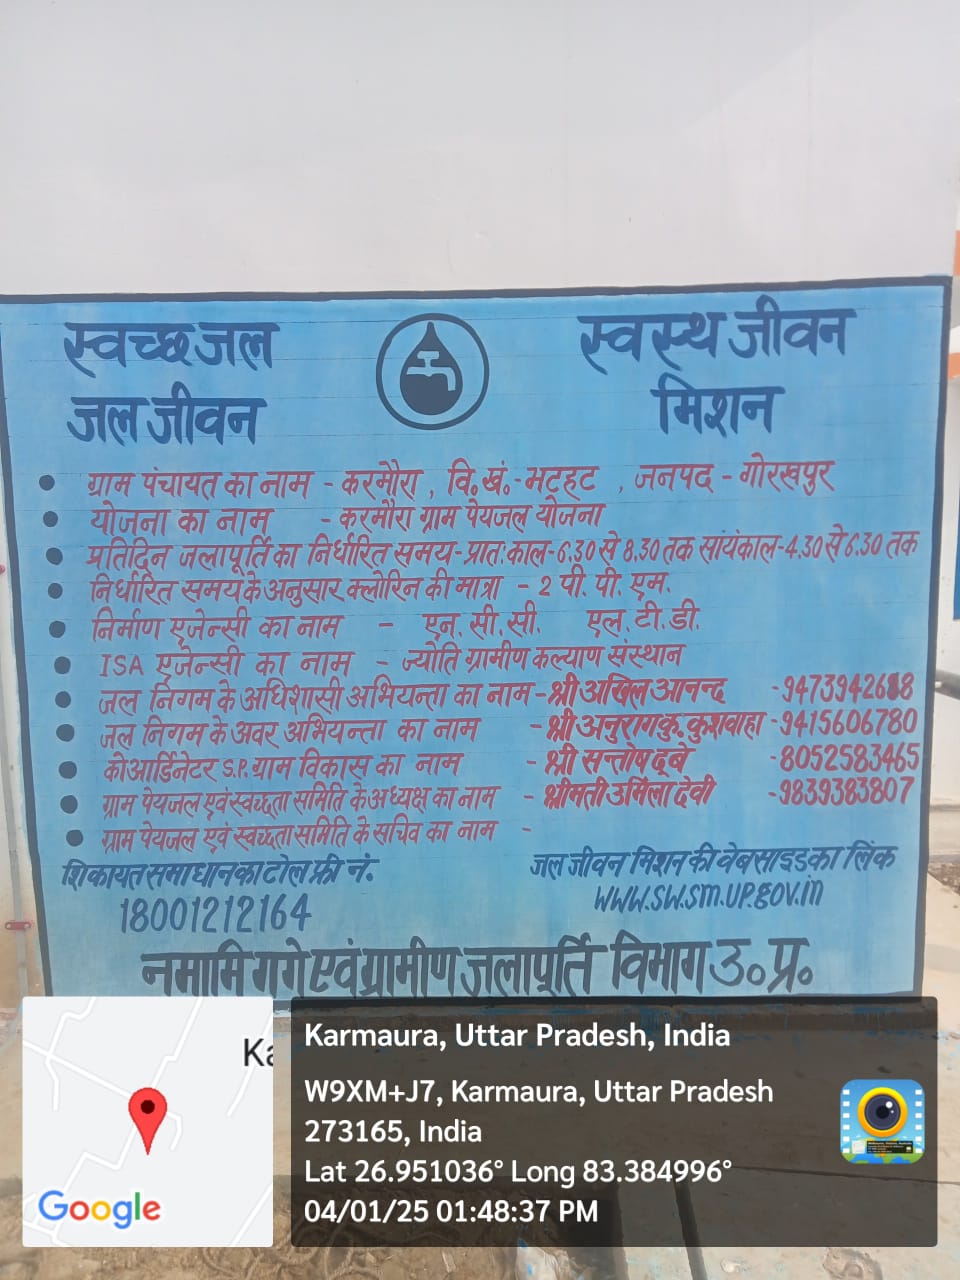 स्वच्छ जल
स्वस्थ जीवन
जल जीवन
मिशन
ग्राम पंचायत का नाम - करमौरा , वि.खं.- भटहट , जनपद - गोरखपुर
योजना का नाम - करमौरा ग्राम पेयजल योजना
प्रतिदिन जलापूर्ति का निर्धारित समय- प्रातःकाल-6.30 से 8.30 तक सांयंकाल-4.30 से 6.30 तक
निर्धारित समय के अनुसार क्लोरिन की मात्रा - 2 पी. पी. एम.
निर्माण एजेन्सी का नाम - एन. सी. सी. एल. टी. डी.
ISA एजेन्सी का नाम - ज्योति ग्रामीण कल्याण संस्थान
जल निगम के अधिशासी अभियन्ता का नाम - श्री अखिल आनन्द -
जल निगम के अवर अभियन्ता का नाम - श्री अनुराग कु. कुशवाहा -9415606780
कोआर्डिनेटर S.P. ग्राम विकास का नाम - श्री सन्तोष दूबे -8052583465
ग्राम पेयजल एवं स्वच्छता समिति के अध्यक्ष का नाम - श्रीमती उर्मिला देवी -9839383807
ग्राम पेयजल एवं स्वच्छता समिति के सचिव का नाम -
शिकायत समाधान का टोल फ्री नं.
जल जीवन मिशन की वेबसाइड का लिंक
18001212164
www.swsm.up.gov.in
नमामि गंगे एवं ग्रामीण जलापूर्ति विभाग उ० प्र०
Ka
Google
Karmaura, Uttar Pradesh, India
W9XM+J7, Karmaura, Uttar Pradesh
273165, India
Lat 26.951036° Long 83.384996°
04/01/25 01:48:37 PM